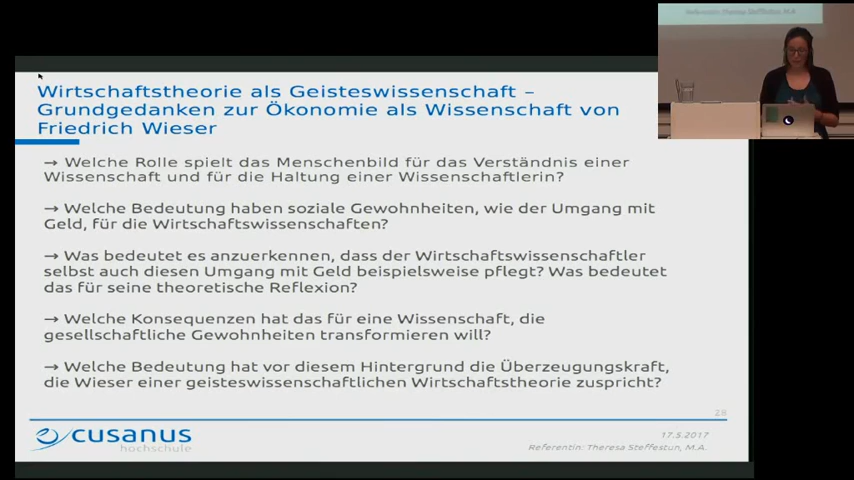 Wirtschaftstheorie als Geisteswissenschaft –
Grundgedanken zur Ökonomie als Wissenschaft von
Friedrich Wieser
→ Welche Rolle spielt das Menschenbild für das Verständnis einer
Wissenschaft und für die Haltung einer Wissenschaftlerin?
→ Welche Bedeutung haben soziale Gewohnheiten, wie der Umgang mit
Geld, für die Wirtschaftswissenschaften?
→ Was bedeutet es anzuerkennen, dass der Wirtschaftswissenschaftler
selbst auch diesen Umgang mit Geld beispielsweise pflegt? Was bedeutet
das für seine theoretische Reflexion?
→ Welche Konsequenzen hat das für eine Wissenschaft, die
gesellschaftliche Gewohnheiten transformieren will?
→ Welche Bedeutung hat vor diesem Hintergrund die Überzeugungskraft,
die Wieser einer geisteswissenschaftlichen Wirtschaftstheorie zuspricht?
28
cusanus
hochschule
17.5.2017
Referentin: Theresa Steffestun, M.A.
Referentin: Theresa Steffestun, M.A.